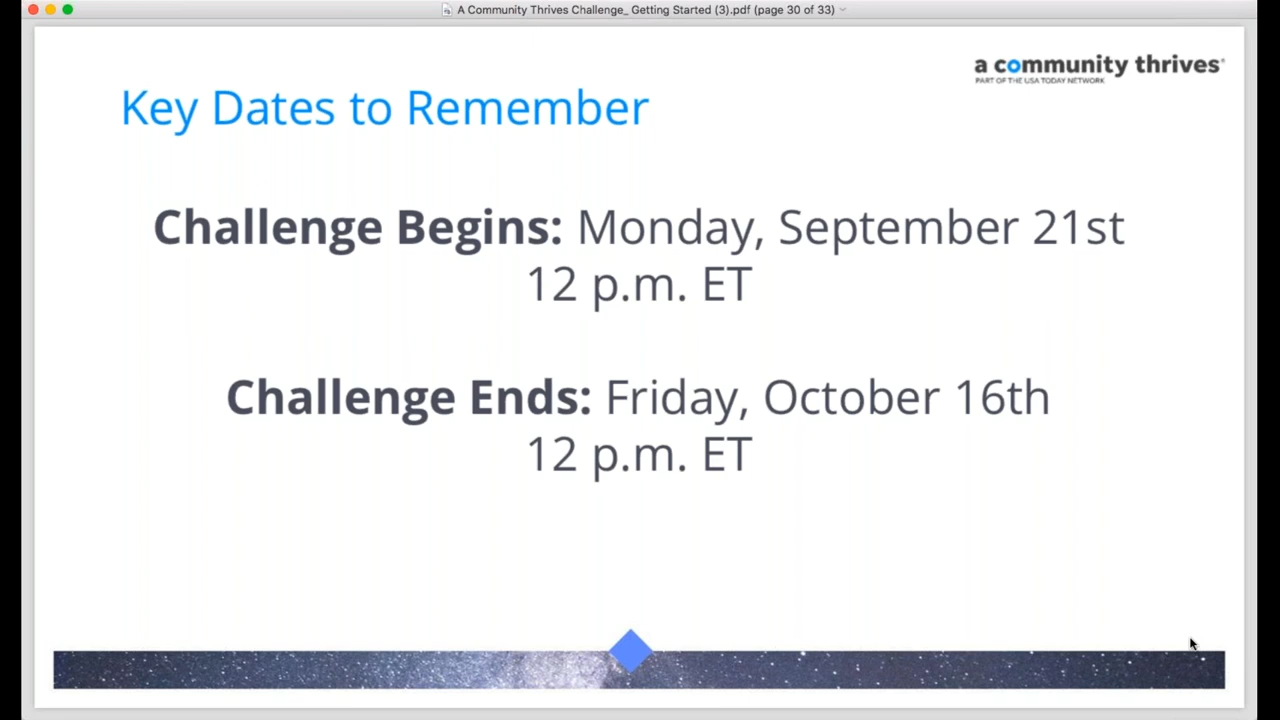 A Community Thrives Challenge_ Getting Started (3).pdf (page 30 of 33)
a community thrives®
PART OF THE USA TODAY NETWORK
Key Dates to Remember
Challenge Begins: Monday, September 21st
12 p.m. ET
Challenge Ends: Friday, October 16th
12 p.m. ET